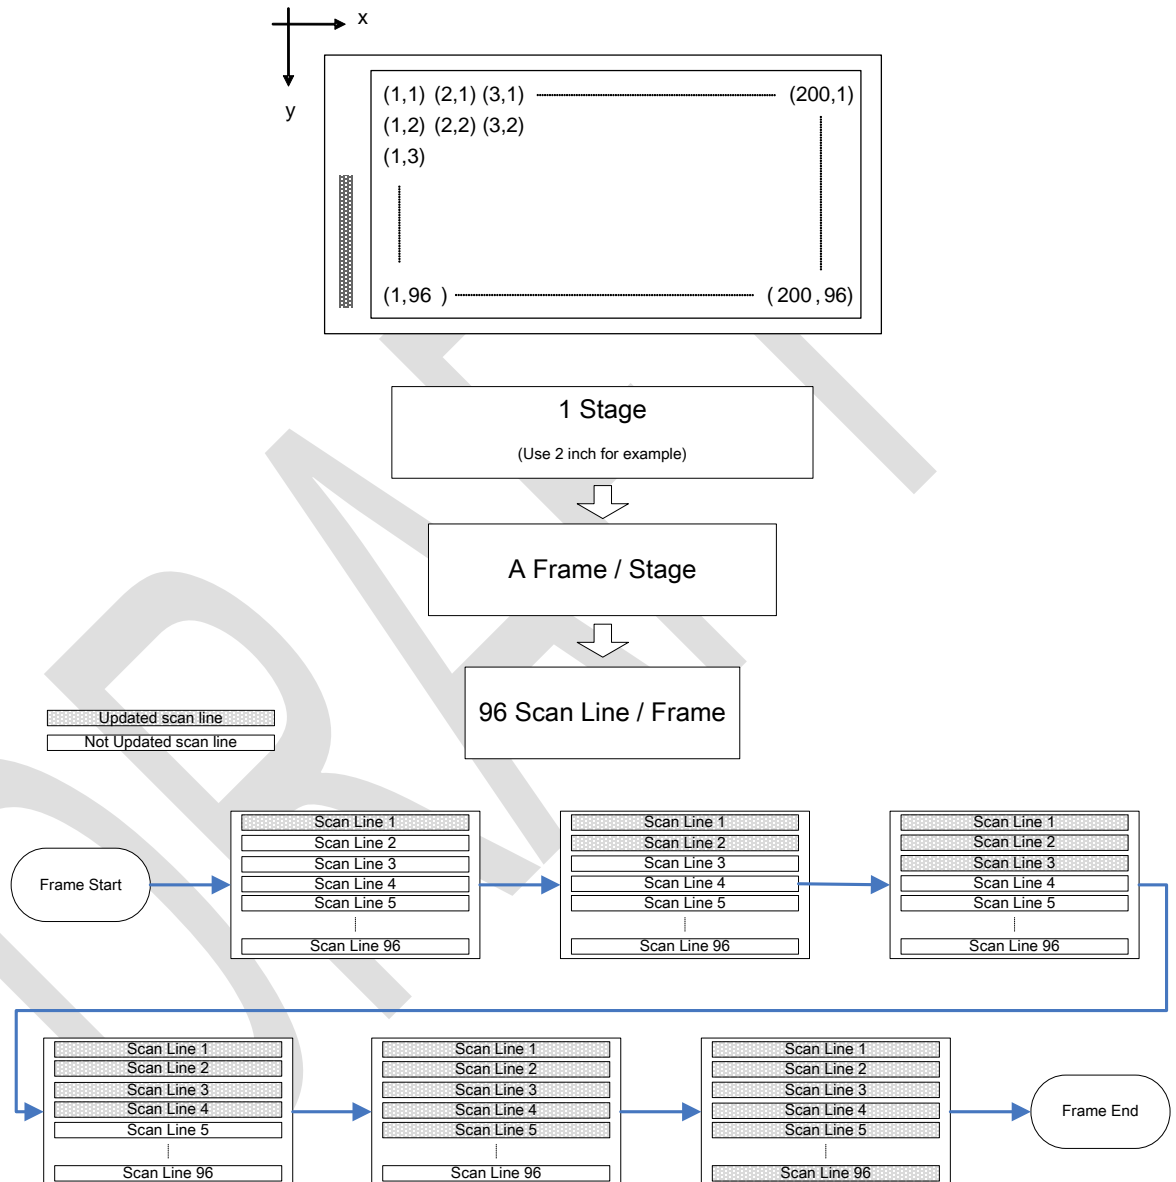 x
y
(1,1) (2,1) (3,1) (200,1)
(1,2) (2,2) (3,2)
(1,3)
(1,96 ) ( 200 , 96)
1 Stage
(Use 2 inch for example)
A Frame / Stage
96 Scan Line / Frame
Updated scan line
Not Updated scan line
DRAFT
Frame Start
Scan Line 1
Scan Line 2
Scan Line 3
Scan Line 4
Scan Line 5
Scan Line 96
Scan Line 1
Scan Line 2
Scan Line 3
Scan Line 4
Scan Line 5
Scan Line 96
Scan Line 1
Scan Line 2
Scan Line 3
Scan Line 4
Scan Line 5
Scan Line 96
Scan Line 1
Scan Line 2
Scan Line 3
Scan Line 4
Scan Line 5
Scan Line 96
Scan Line 1
Scan Line 2
Scan Line 3
Scan Line 4
Scan Line 5
Scan Line 96
Scan Line 1
Scan Line 2
Scan Line 3
Scan Line 4
Scan Line 5
Scan Line 96
Frame End